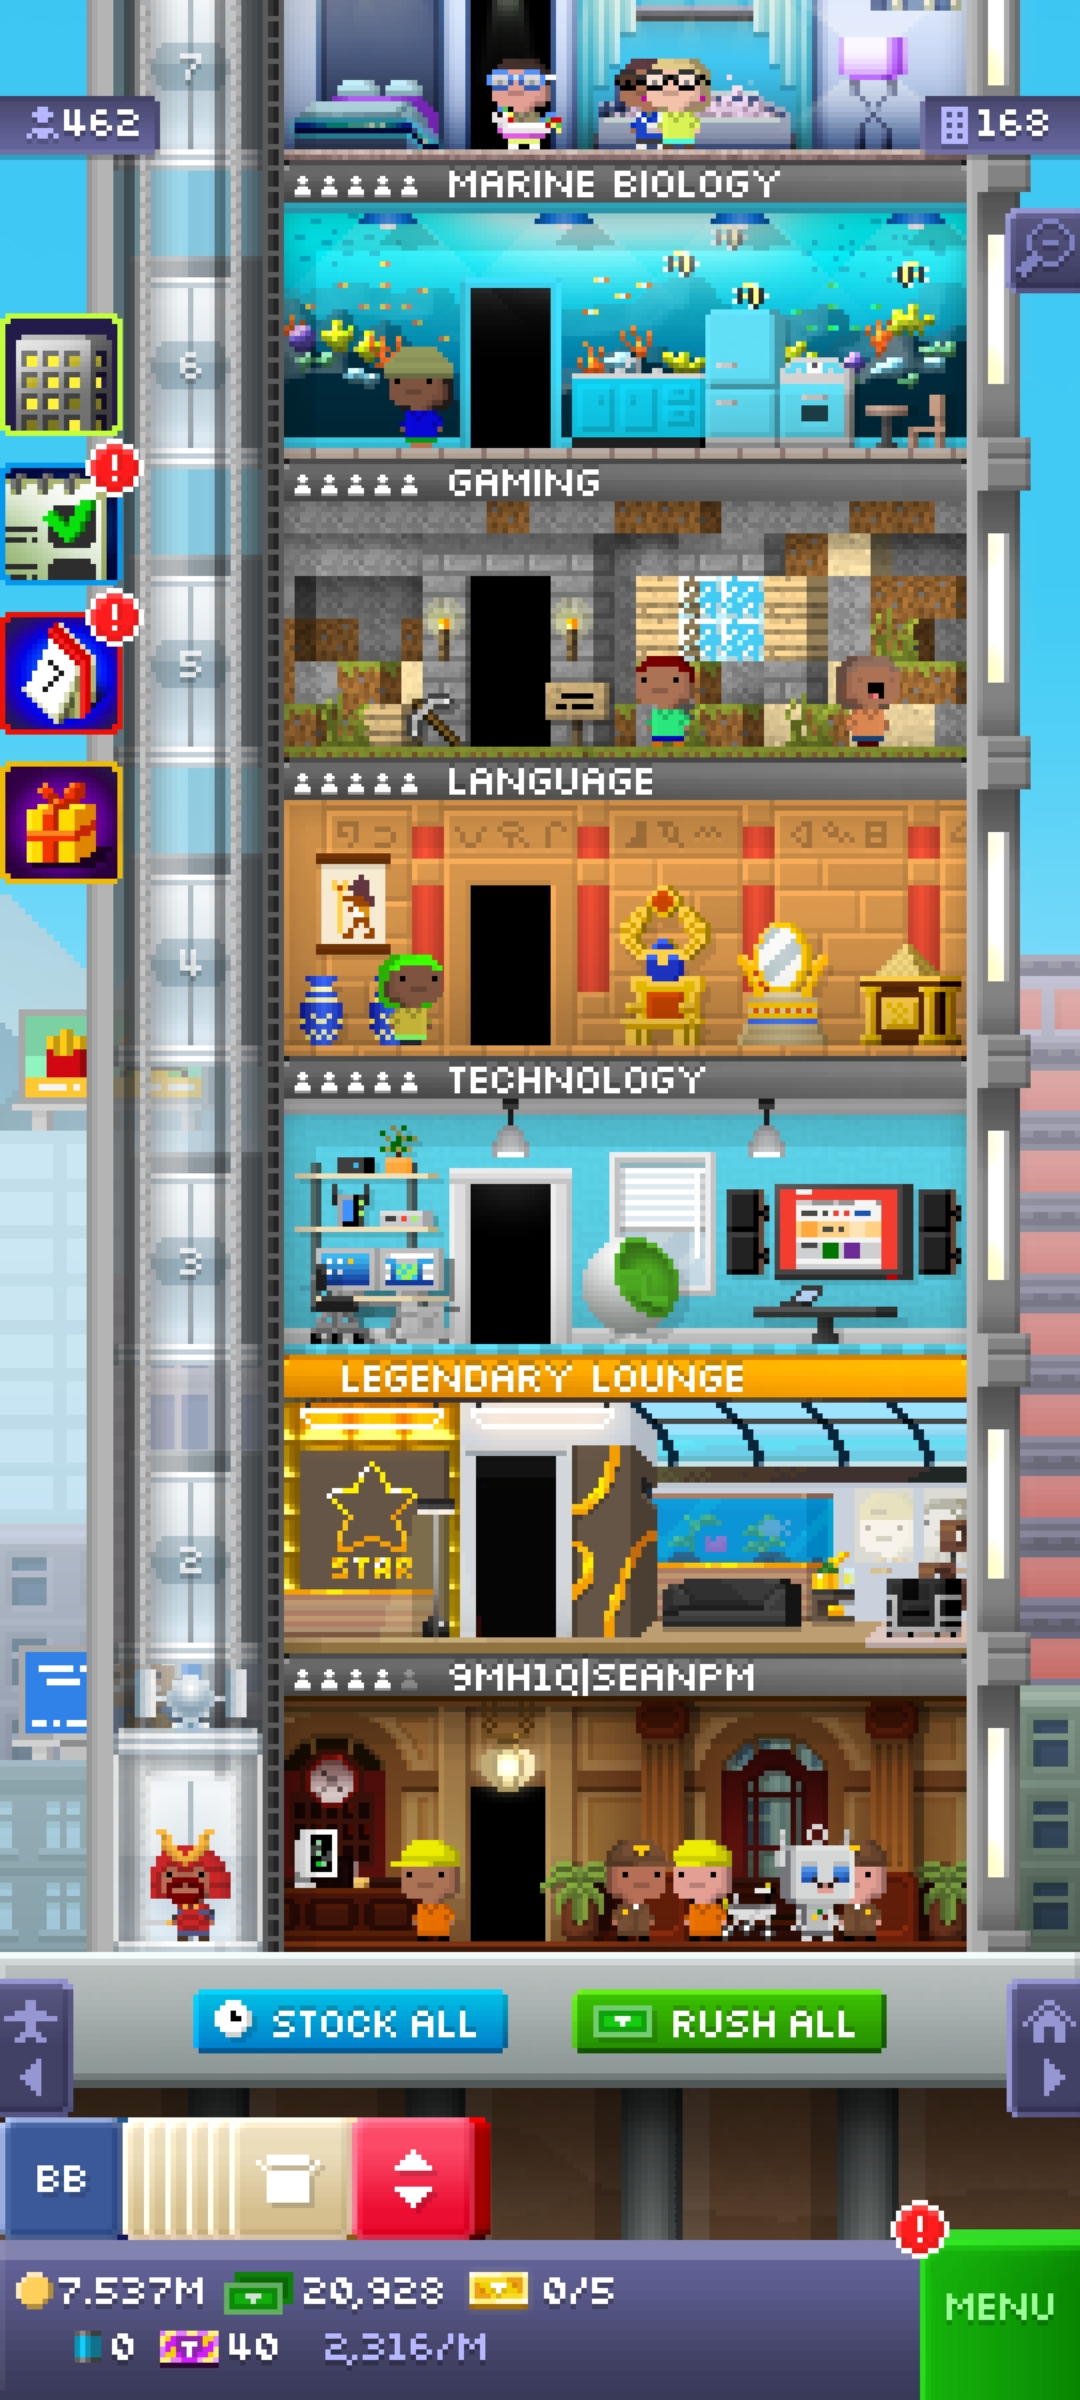 7
462
168
MARINE BIOLOGY
6
GAMING
5
7
LANGUAGE
4
TECHNOLOGY
3
LEGENDARY LOUNGE
STAR
2
9MH1Q|SEANPM
STOCK ALL
RUSH ALL
BB
7.537M
20,928
0/5
MENU
0
40
2,316/M